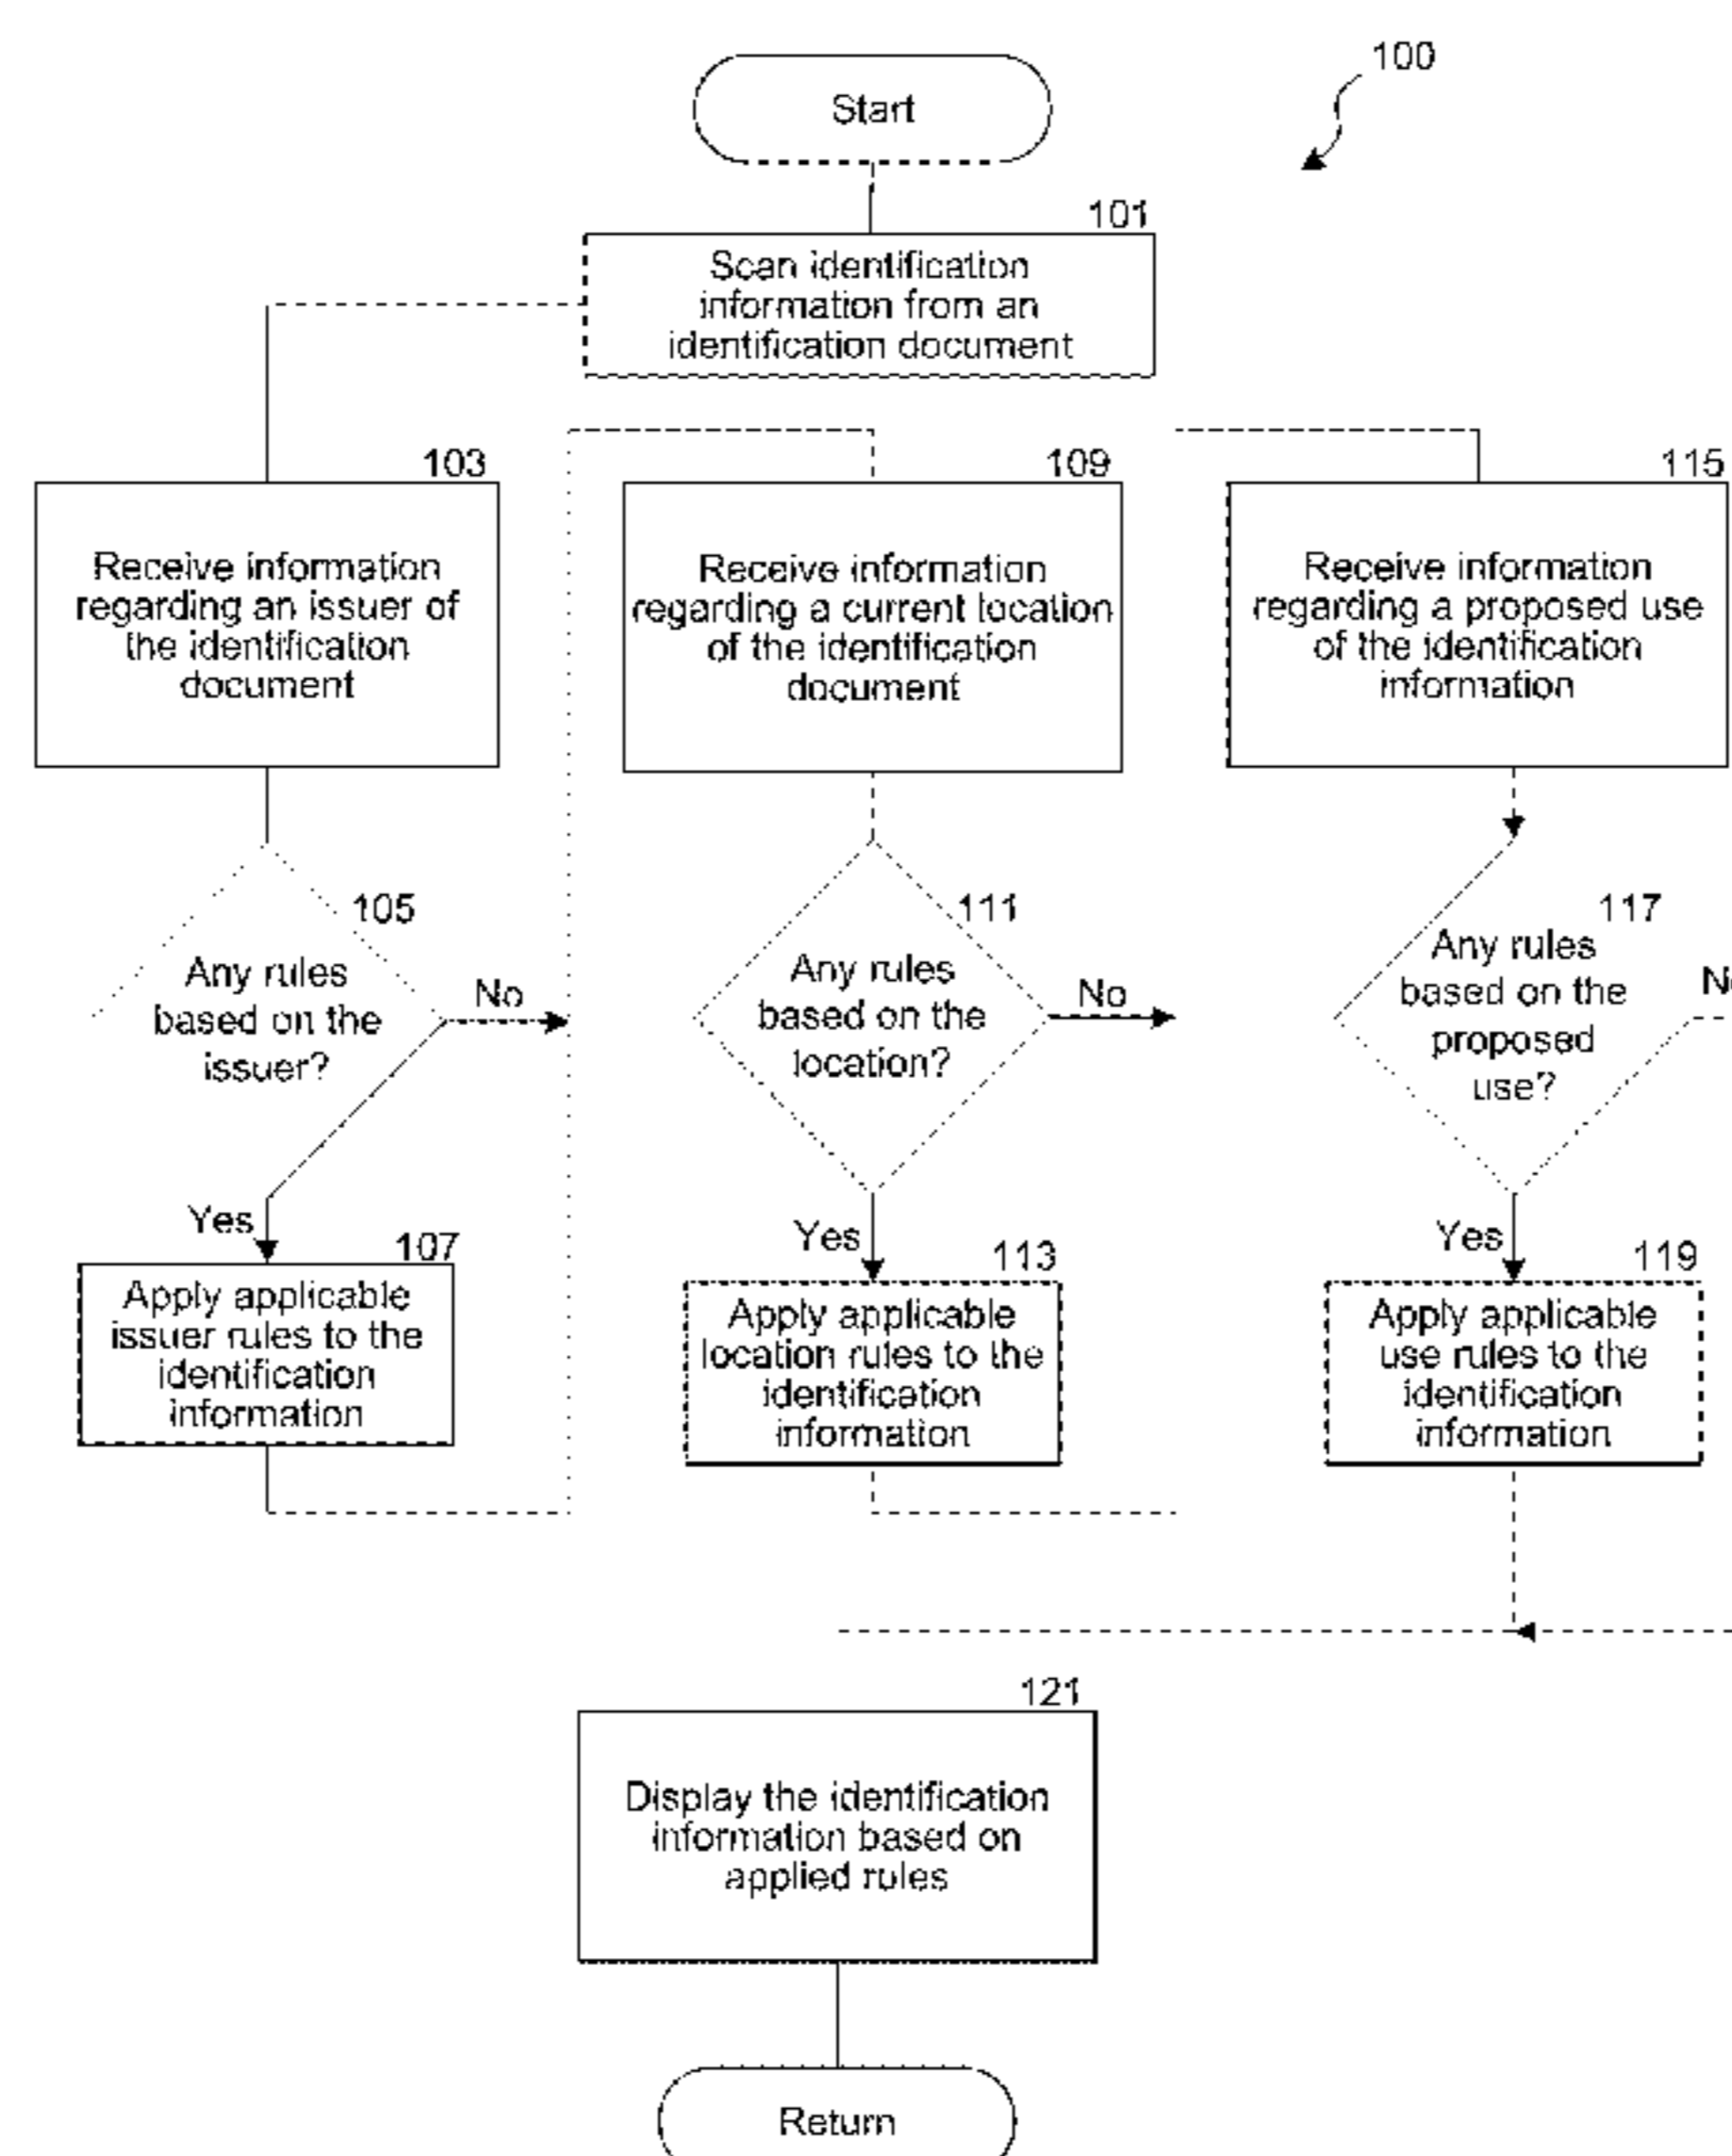 100
Start
101
Scan identification
information from an
identification document
103
Receive information
regarding an issuer of
the identification
document
105
Any rules
based on the
issuer?
No
Yes
107
Apply applicable
issuer rules to the
identification
information
109
Receive information
regarding a current location
of the identification
document
111
Any rules
based on the
location?
No
Yes
113
Apply applicable
location rules to the
identification
information
115
Receive information
regarding a proposed use
of the identification
information
117
Any rules
based on the
proposed
use?
Yes
119
Apply applicable
use rules to the
identification
information
121
Display the identification
information based on
applied rules
Return